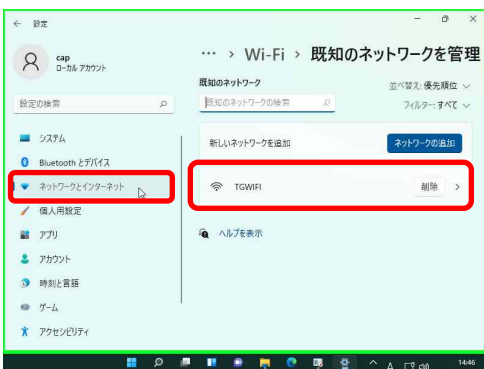 ← 設定
cap
ローカル アカウント
設定の検索
システム
Bluetooth とデバイス
ネットワークとインターネット
個人用設定
アプリ
アカウント
時刻と言語
ゲーム
アクセシビリティ
… › Wi-Fi › 既知のネットワークを管理
既知のネットワーク
並べ替え: 優先順位
既知のネットワークの検索
フィルター: すべて
新しいネットワークを追加
ネットワークの追加
TGWIFI
削除
ヘルプを表示
A
14:46